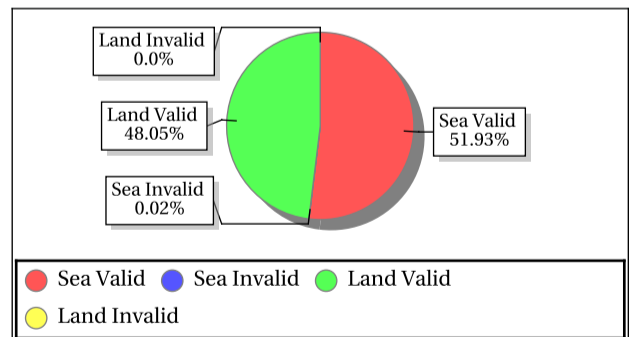 Land Invalid
0.0%
Land Valid
48.05%
Sea Valid
51.93%
Sea Invalid
0.02%
Sea Valid Sea Invalid Land Valid
Land Invalid